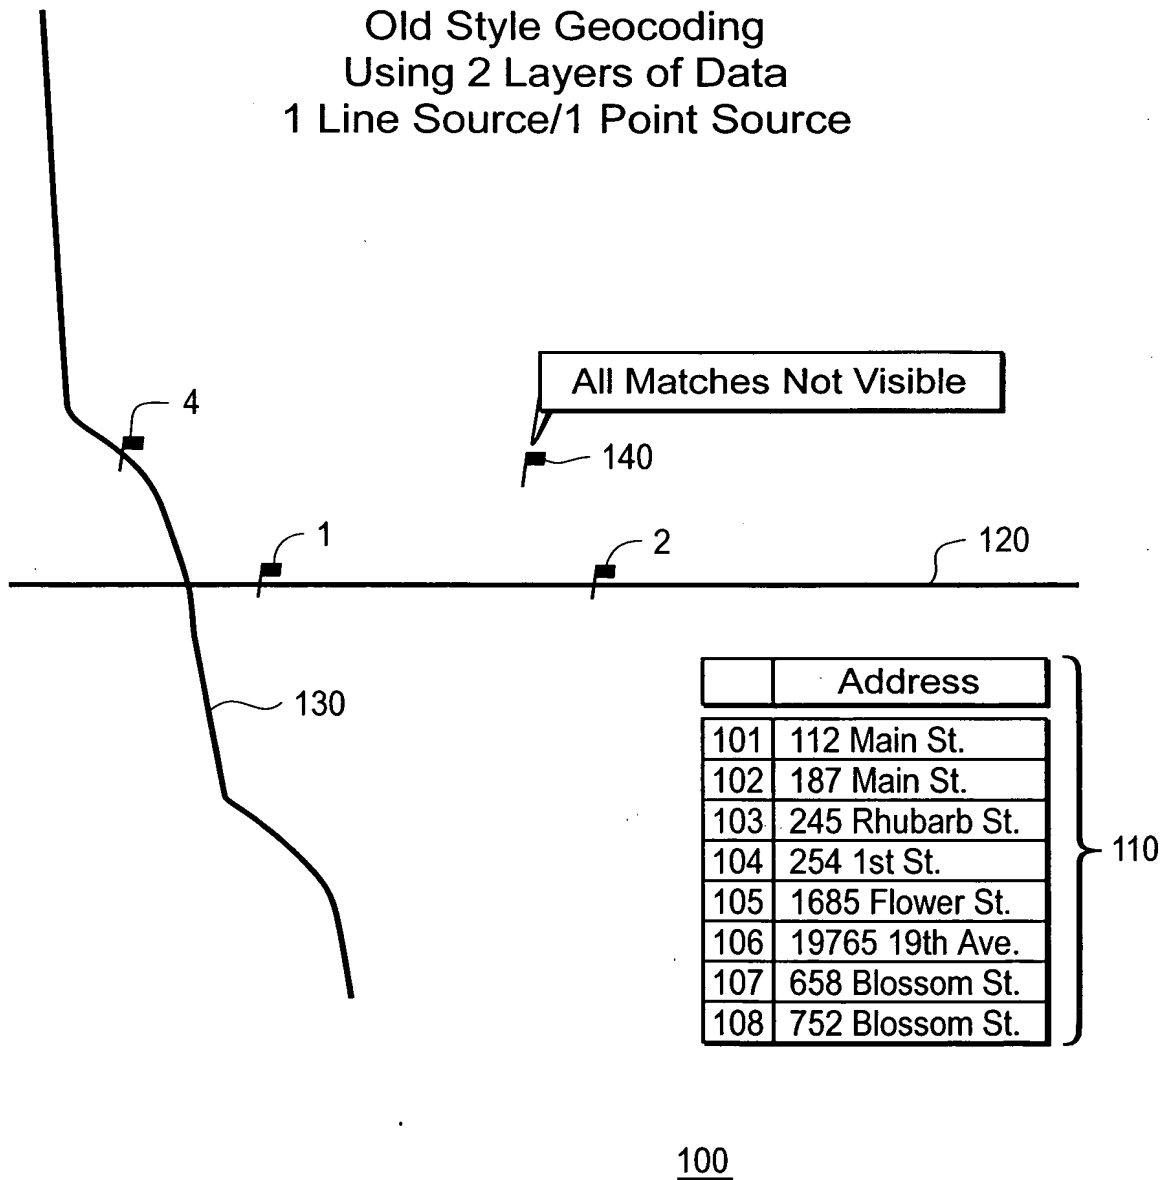 Old Style Geocoding
Using 2 Layers of Data
1 Line Source/1 Point Source
All Matches Not Visible
4
140
1
2
120
130
Address
101 112 Main St.
102 187 Main St.
103 245 Rhubarb St.
104 254 1st St.
105 1685 Flower St.
106 19765 19th Ave.
107 658 Blossom St.
108 752 Blossom St.
110
100